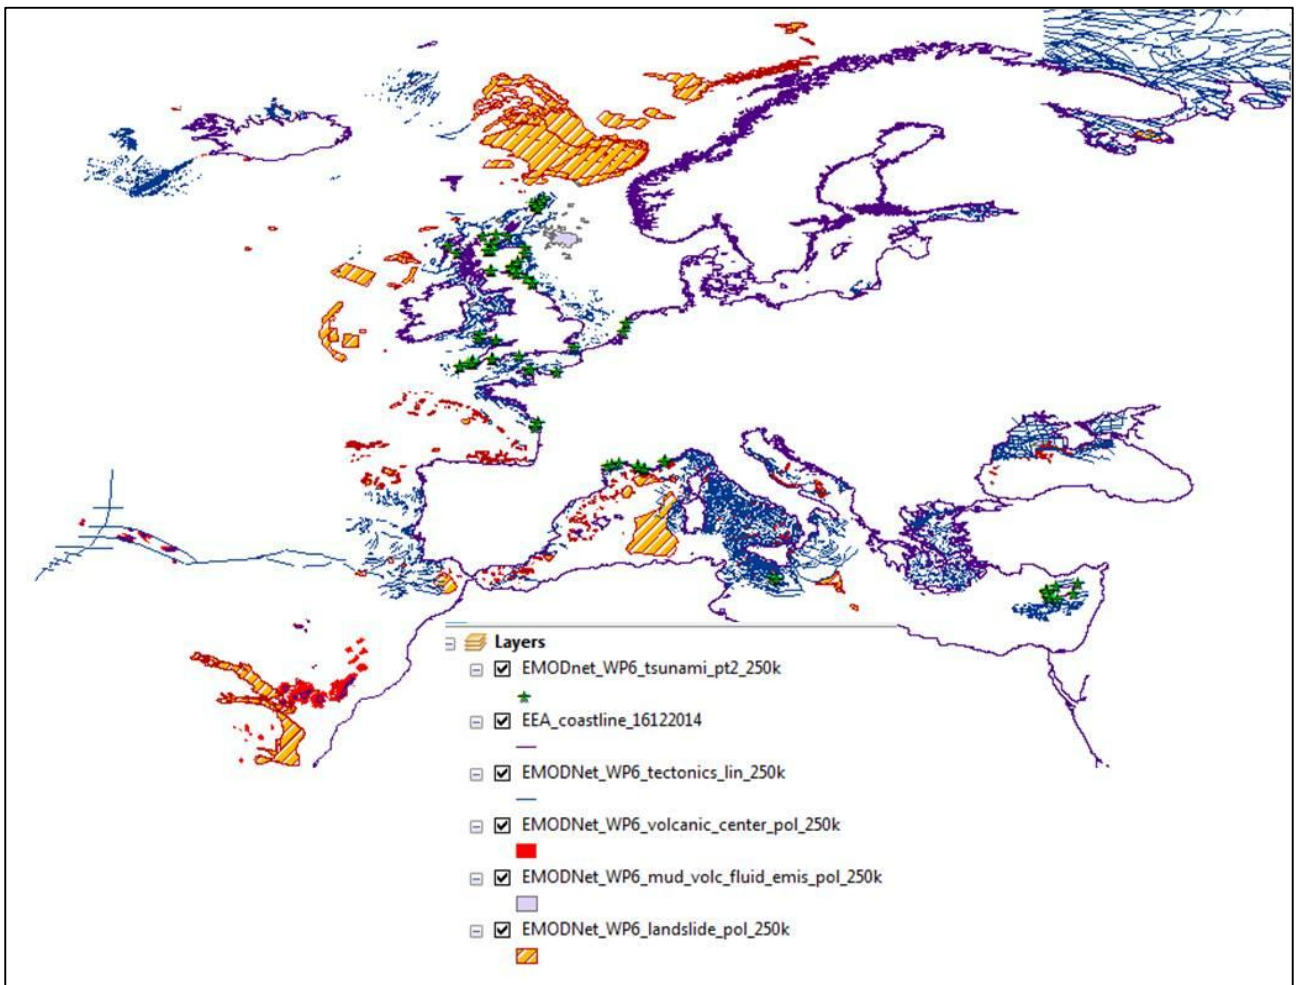 Layers
EMODnet_WP6_tsunami_pt2_250k
EEA_coastline_16122014
EMODNet_WP6_tectonics_lin_250k
EMODNet_WP6_volcanic_center_pol_250k
EMODNet_WP6_mud_volc_fluid_emis_pol_250k
EMODNet_WP6_landslide_pol_250k